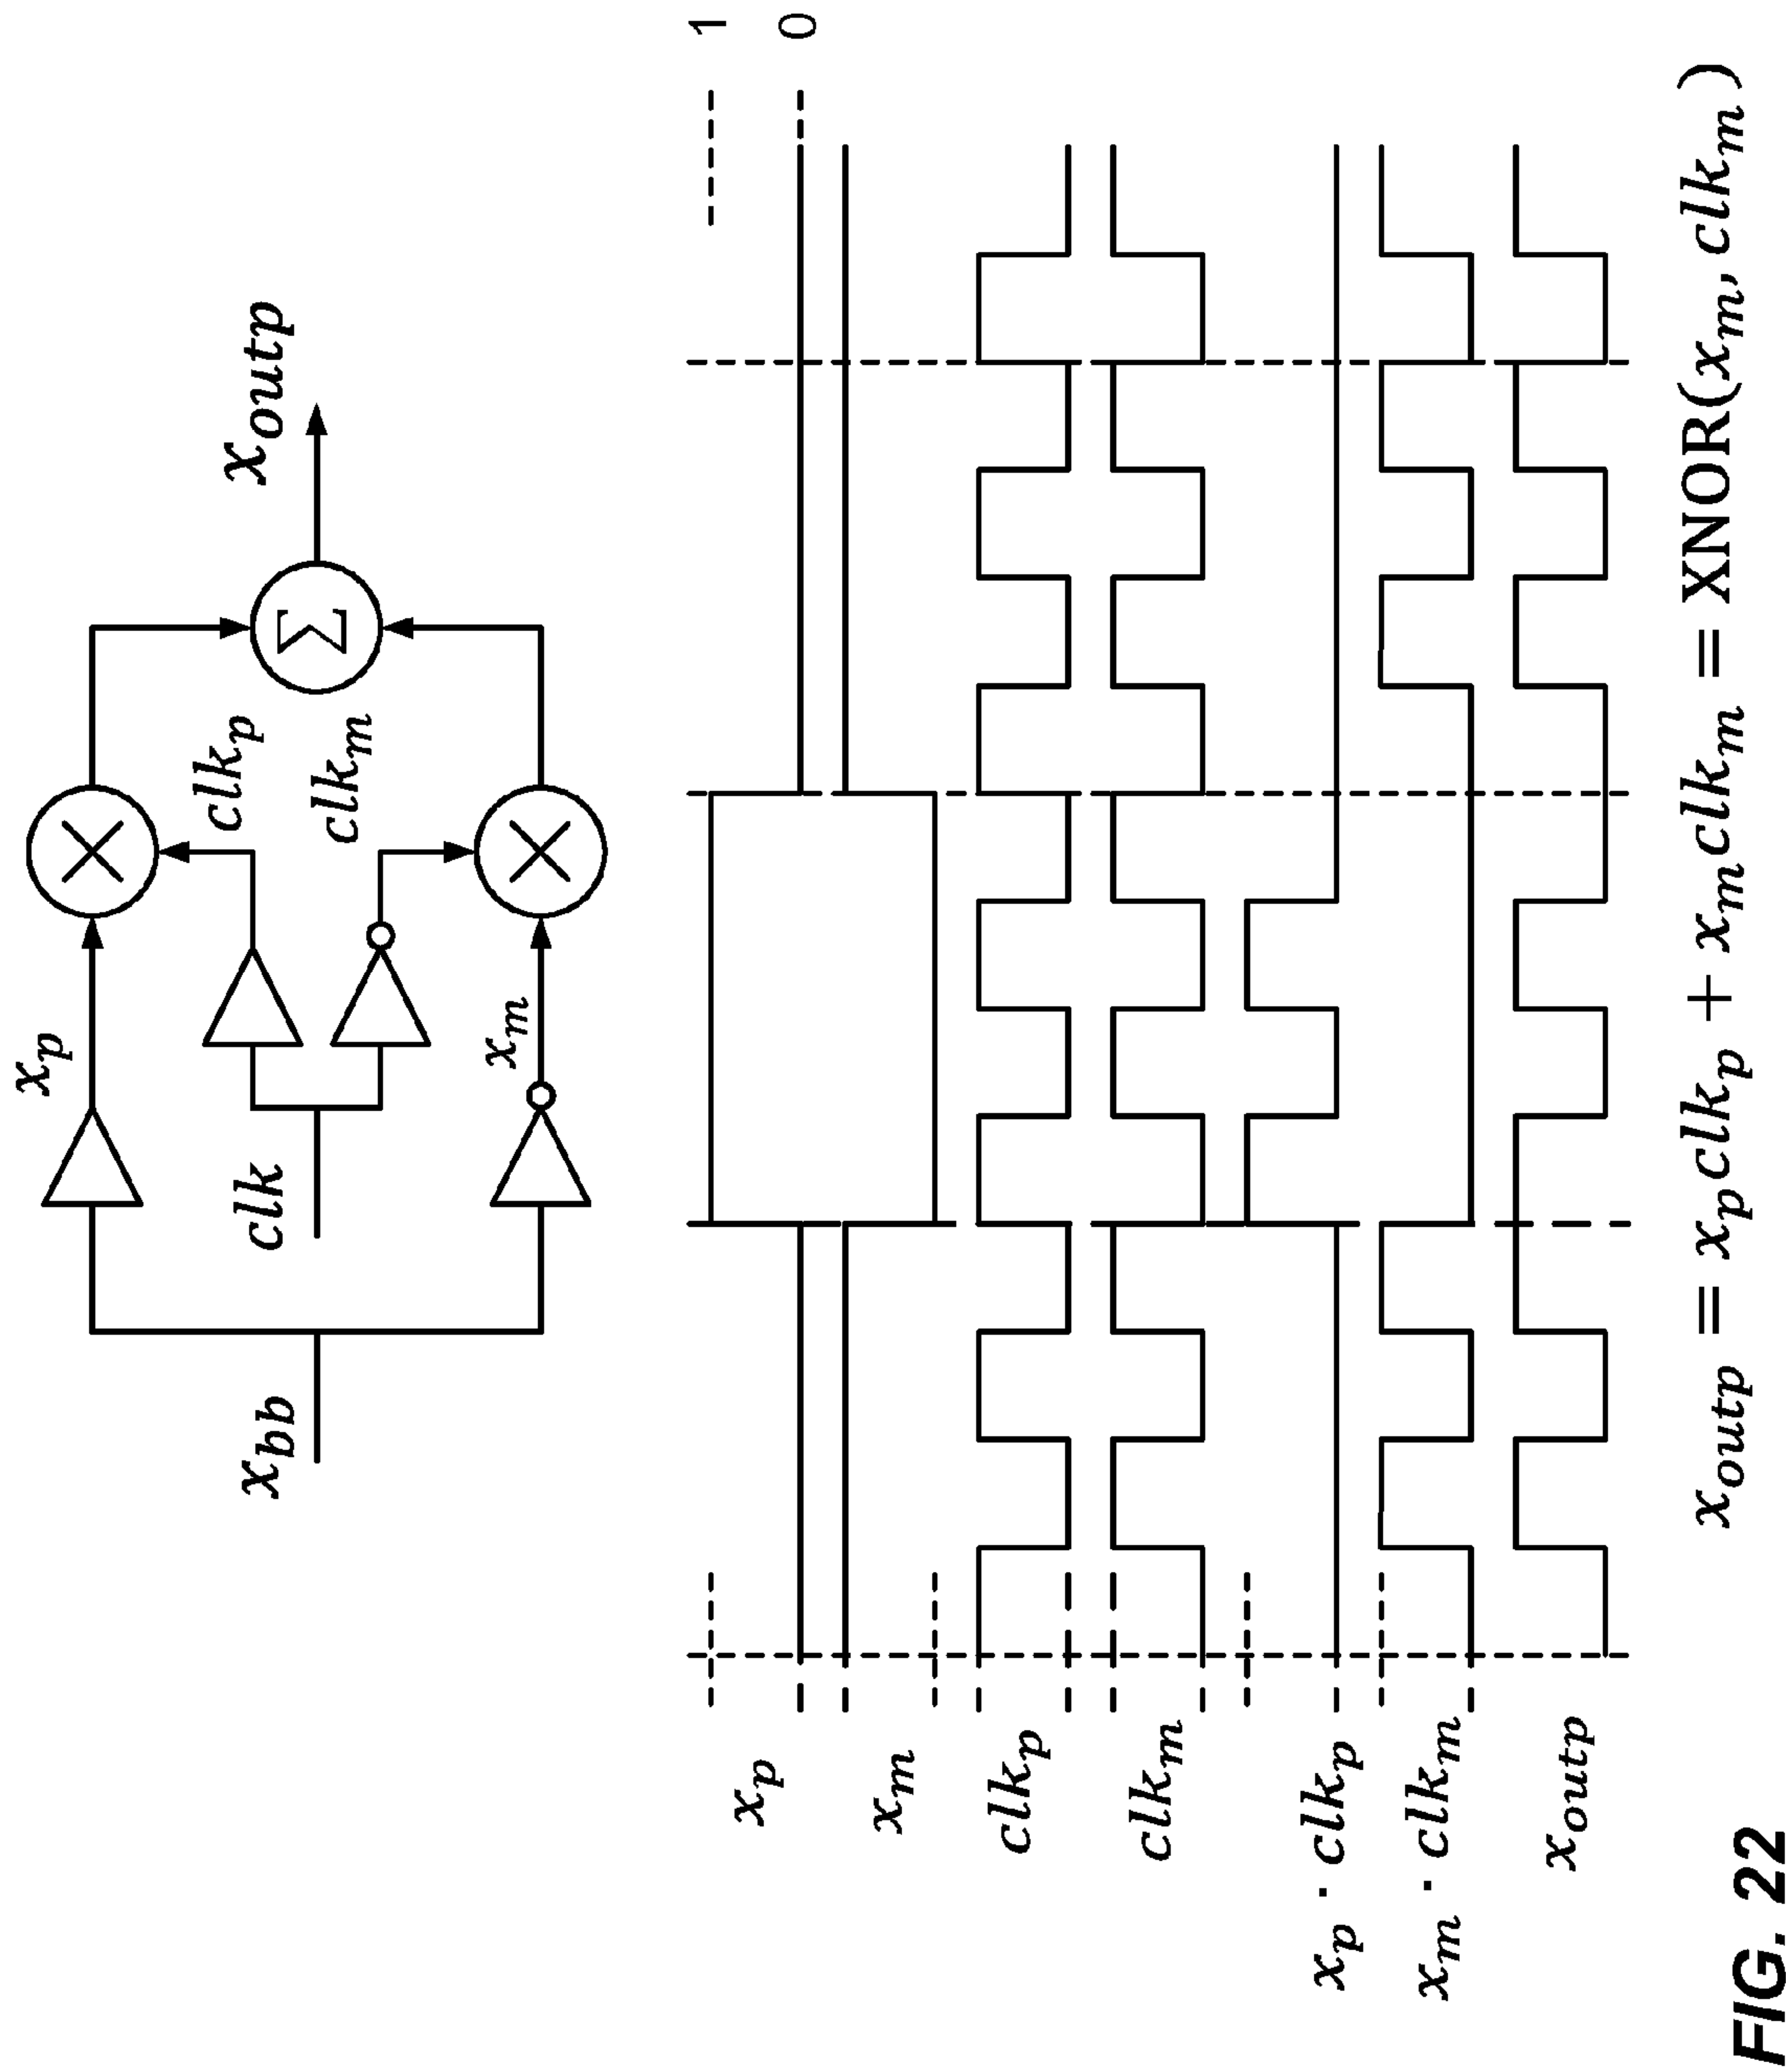 x_p
x_outp
clk_p
x_bb
clk
Σ
clk_m
x_m
x_p
1
0
x_m
clk_p
clk_m
x_p · clk_p
x_m · clk_m
x_outp
x_outp = x_p clk_p + x_m clk_m = XNOR(x_m, clk_m)
FIG. 22